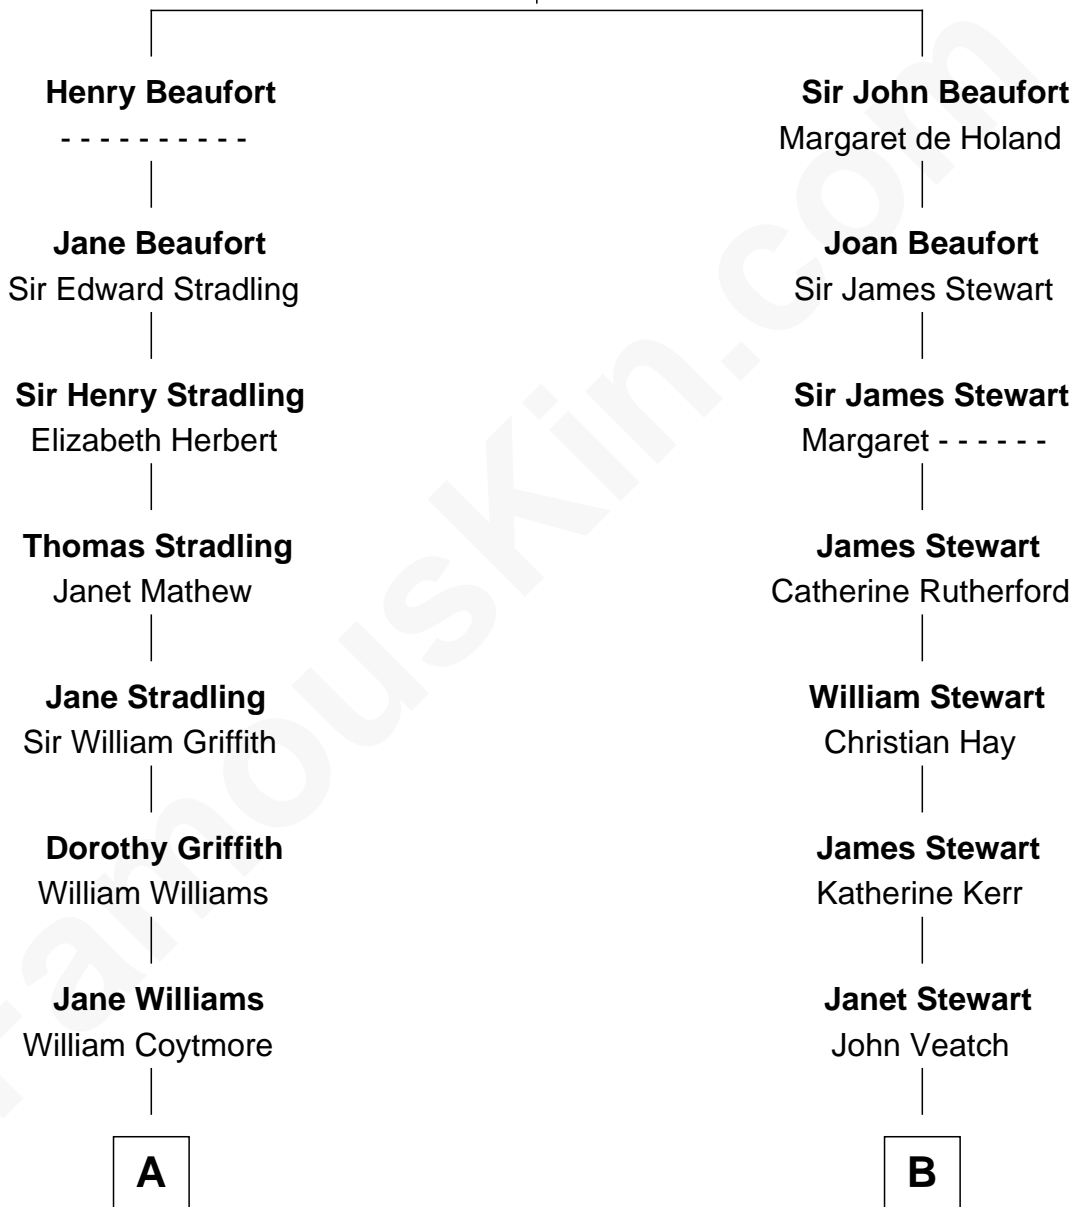 Henry Beaufort
- - - - - - - - - -
Jane Beaufort
Sir Edward Stradling
Sir Henry Stradling
Elizabeth Herbert
Thomas Stradling
Janet Mathew
Jane Stradling
Sir William Griffith
Dorothy Griffith
William Williams
Jane Williams
William Coytmore
A
Sir John Beaufort
Margaret de Holand
Joan Beaufort
Sir James Stewart
Sir James Stewart
Margaret - - - - - -
James Stewart
Catherine Rutherford
William Stewart
Christian Hay
James Stewart
Katherine Kerr
Janet Stewart
John Veatch
B
FamousKin.com